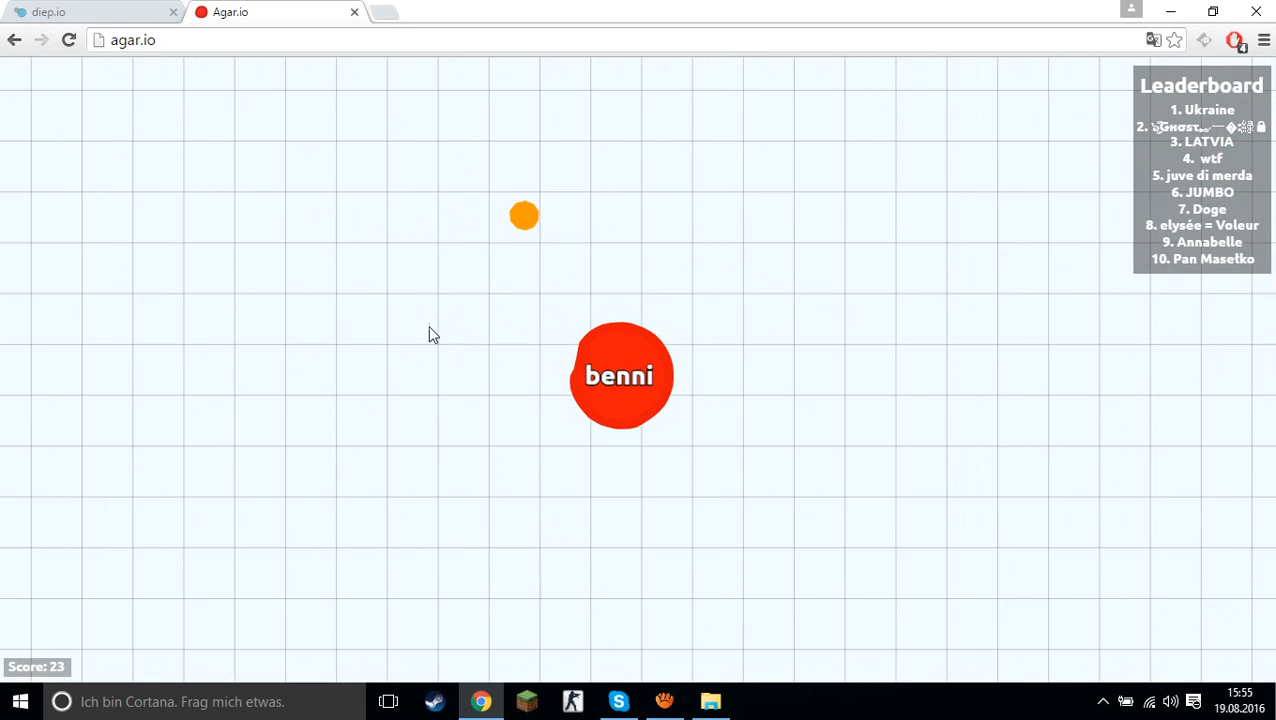 diep.io
Agar.io
agar.io
4
Leaderboard
1. Ukraine
2.
3. LATVIA
4. wtf
5. juve di merda
6. JUMBO
7. Doge
8. elysée = Voleur
9. Annabelle
10. Pan Masełko
benni
Score: 23
Ich bin Cortana. Frag mich etwas.
15:55
19.08.2016